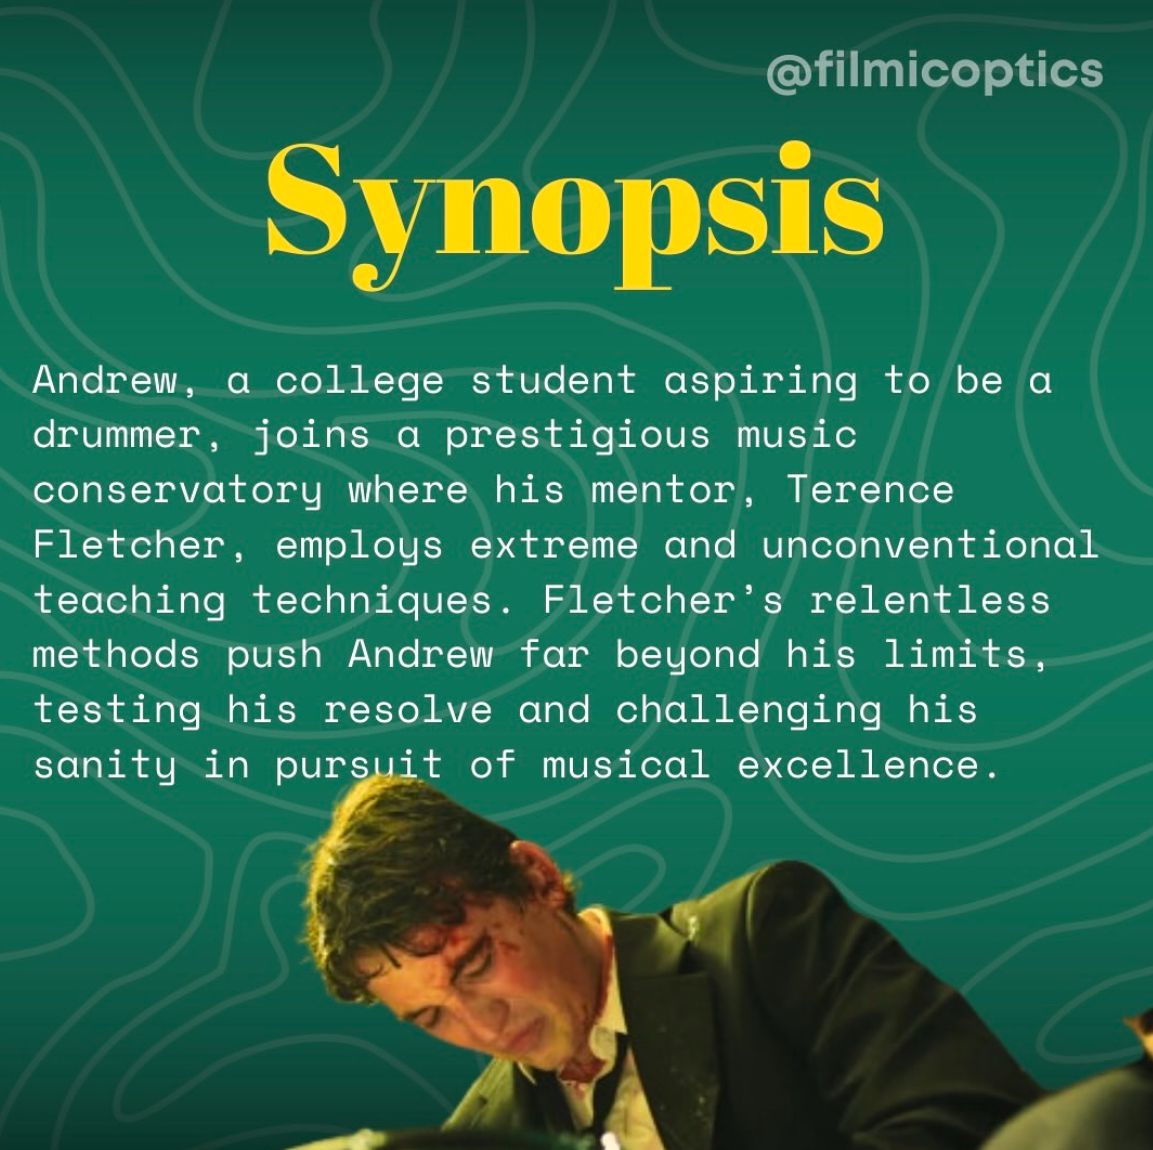 @filmicoptics
Synopsis
Andrew, a college student aspiring to be a
drummer, joins a prestigious music
conservatory where his mentor, Terence
Fletcher, employs extreme and unconventional
teaching techniques. Fletcher’s relentless
methods push Andrew far beyond his limits,
testing his resolve and challenging his
sanity in pursuit of musical excellence.